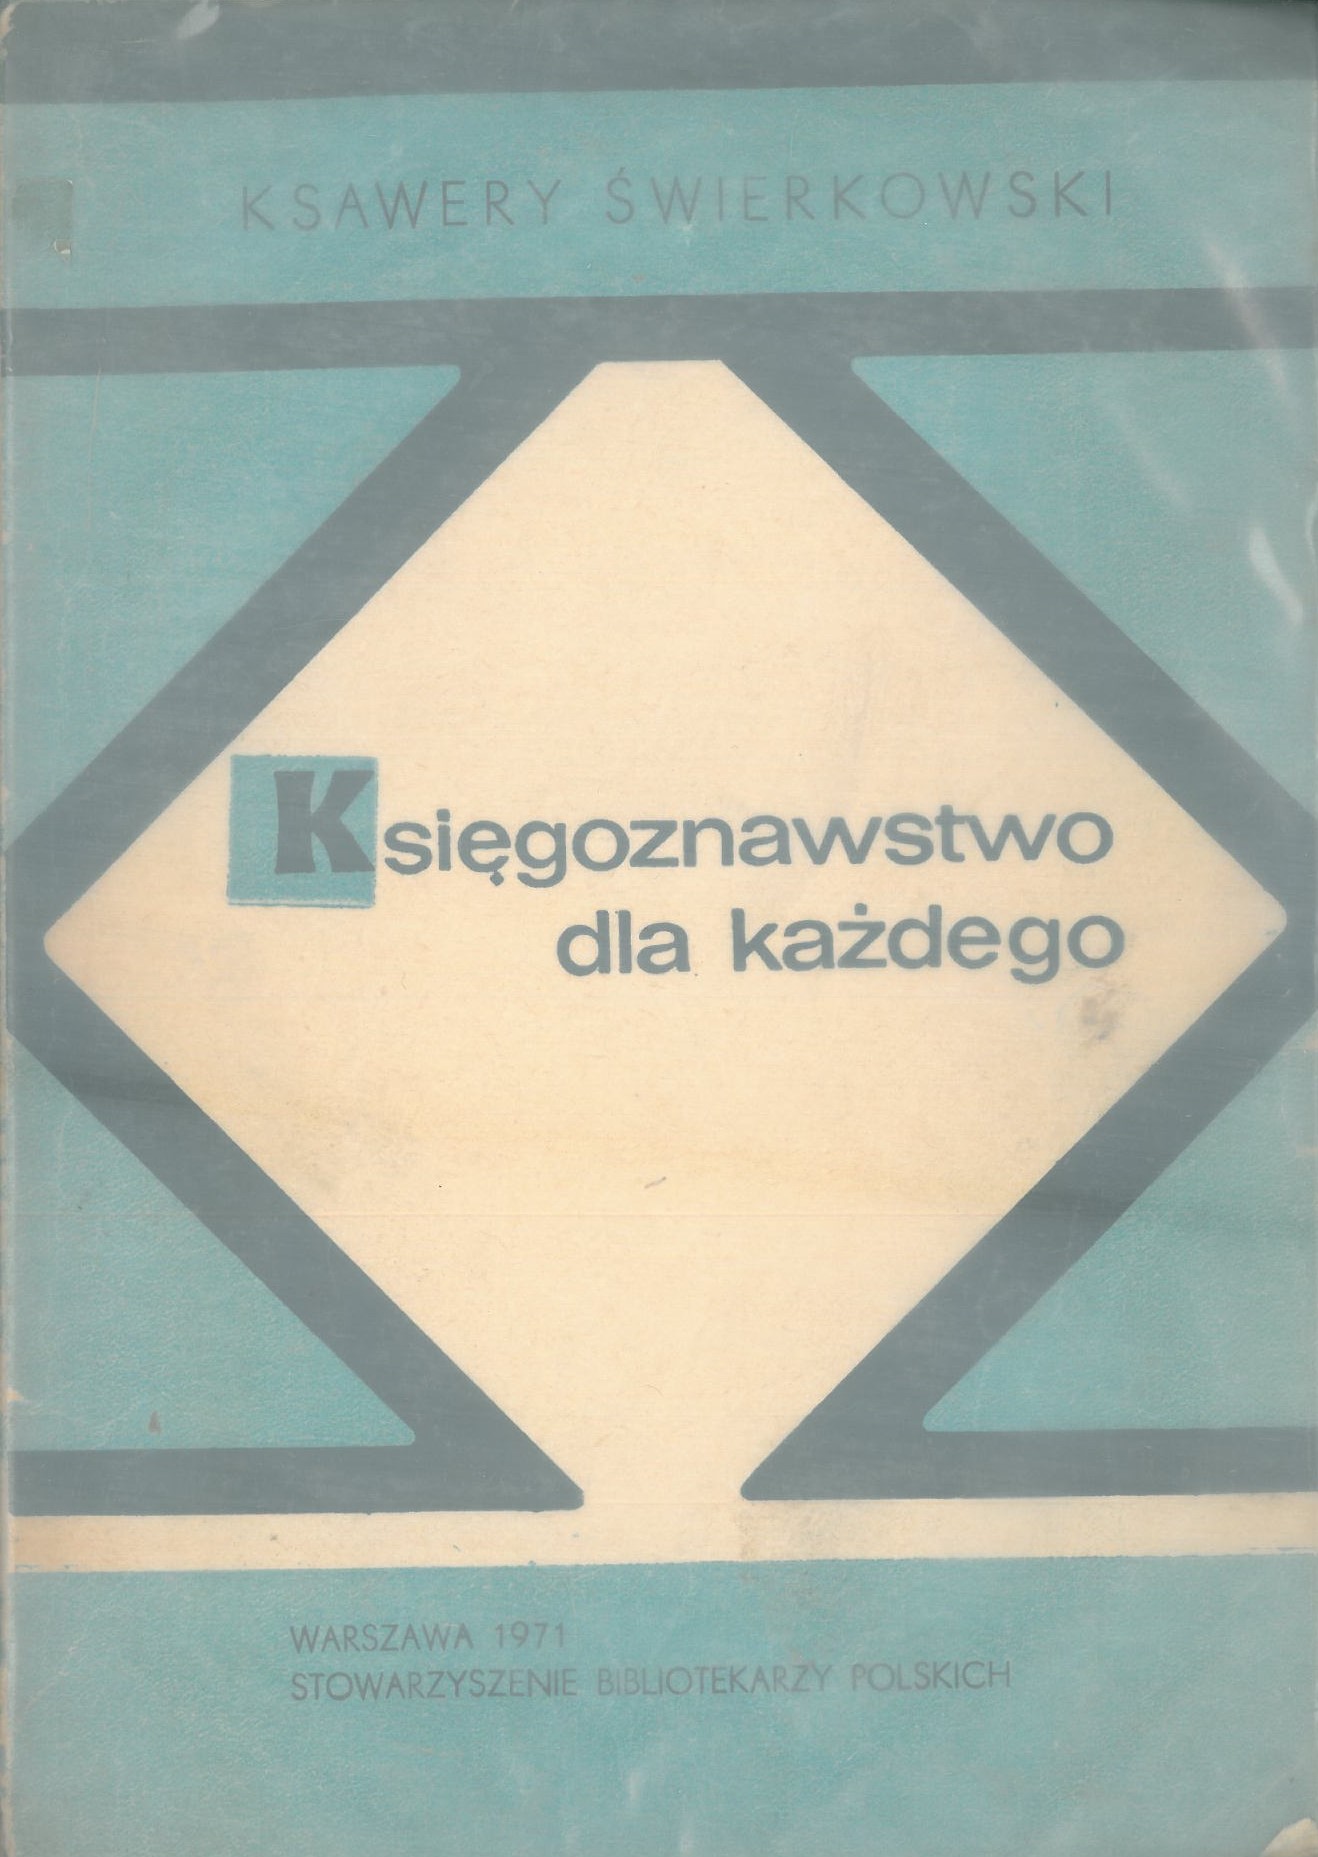 KSAWERY ŚWIERKOWSKI
Księgoznawstwo
dla każdego
WARSZAWA 1971
STOWARZYSZENIE BIBLIOTEKARZY POLSKICH